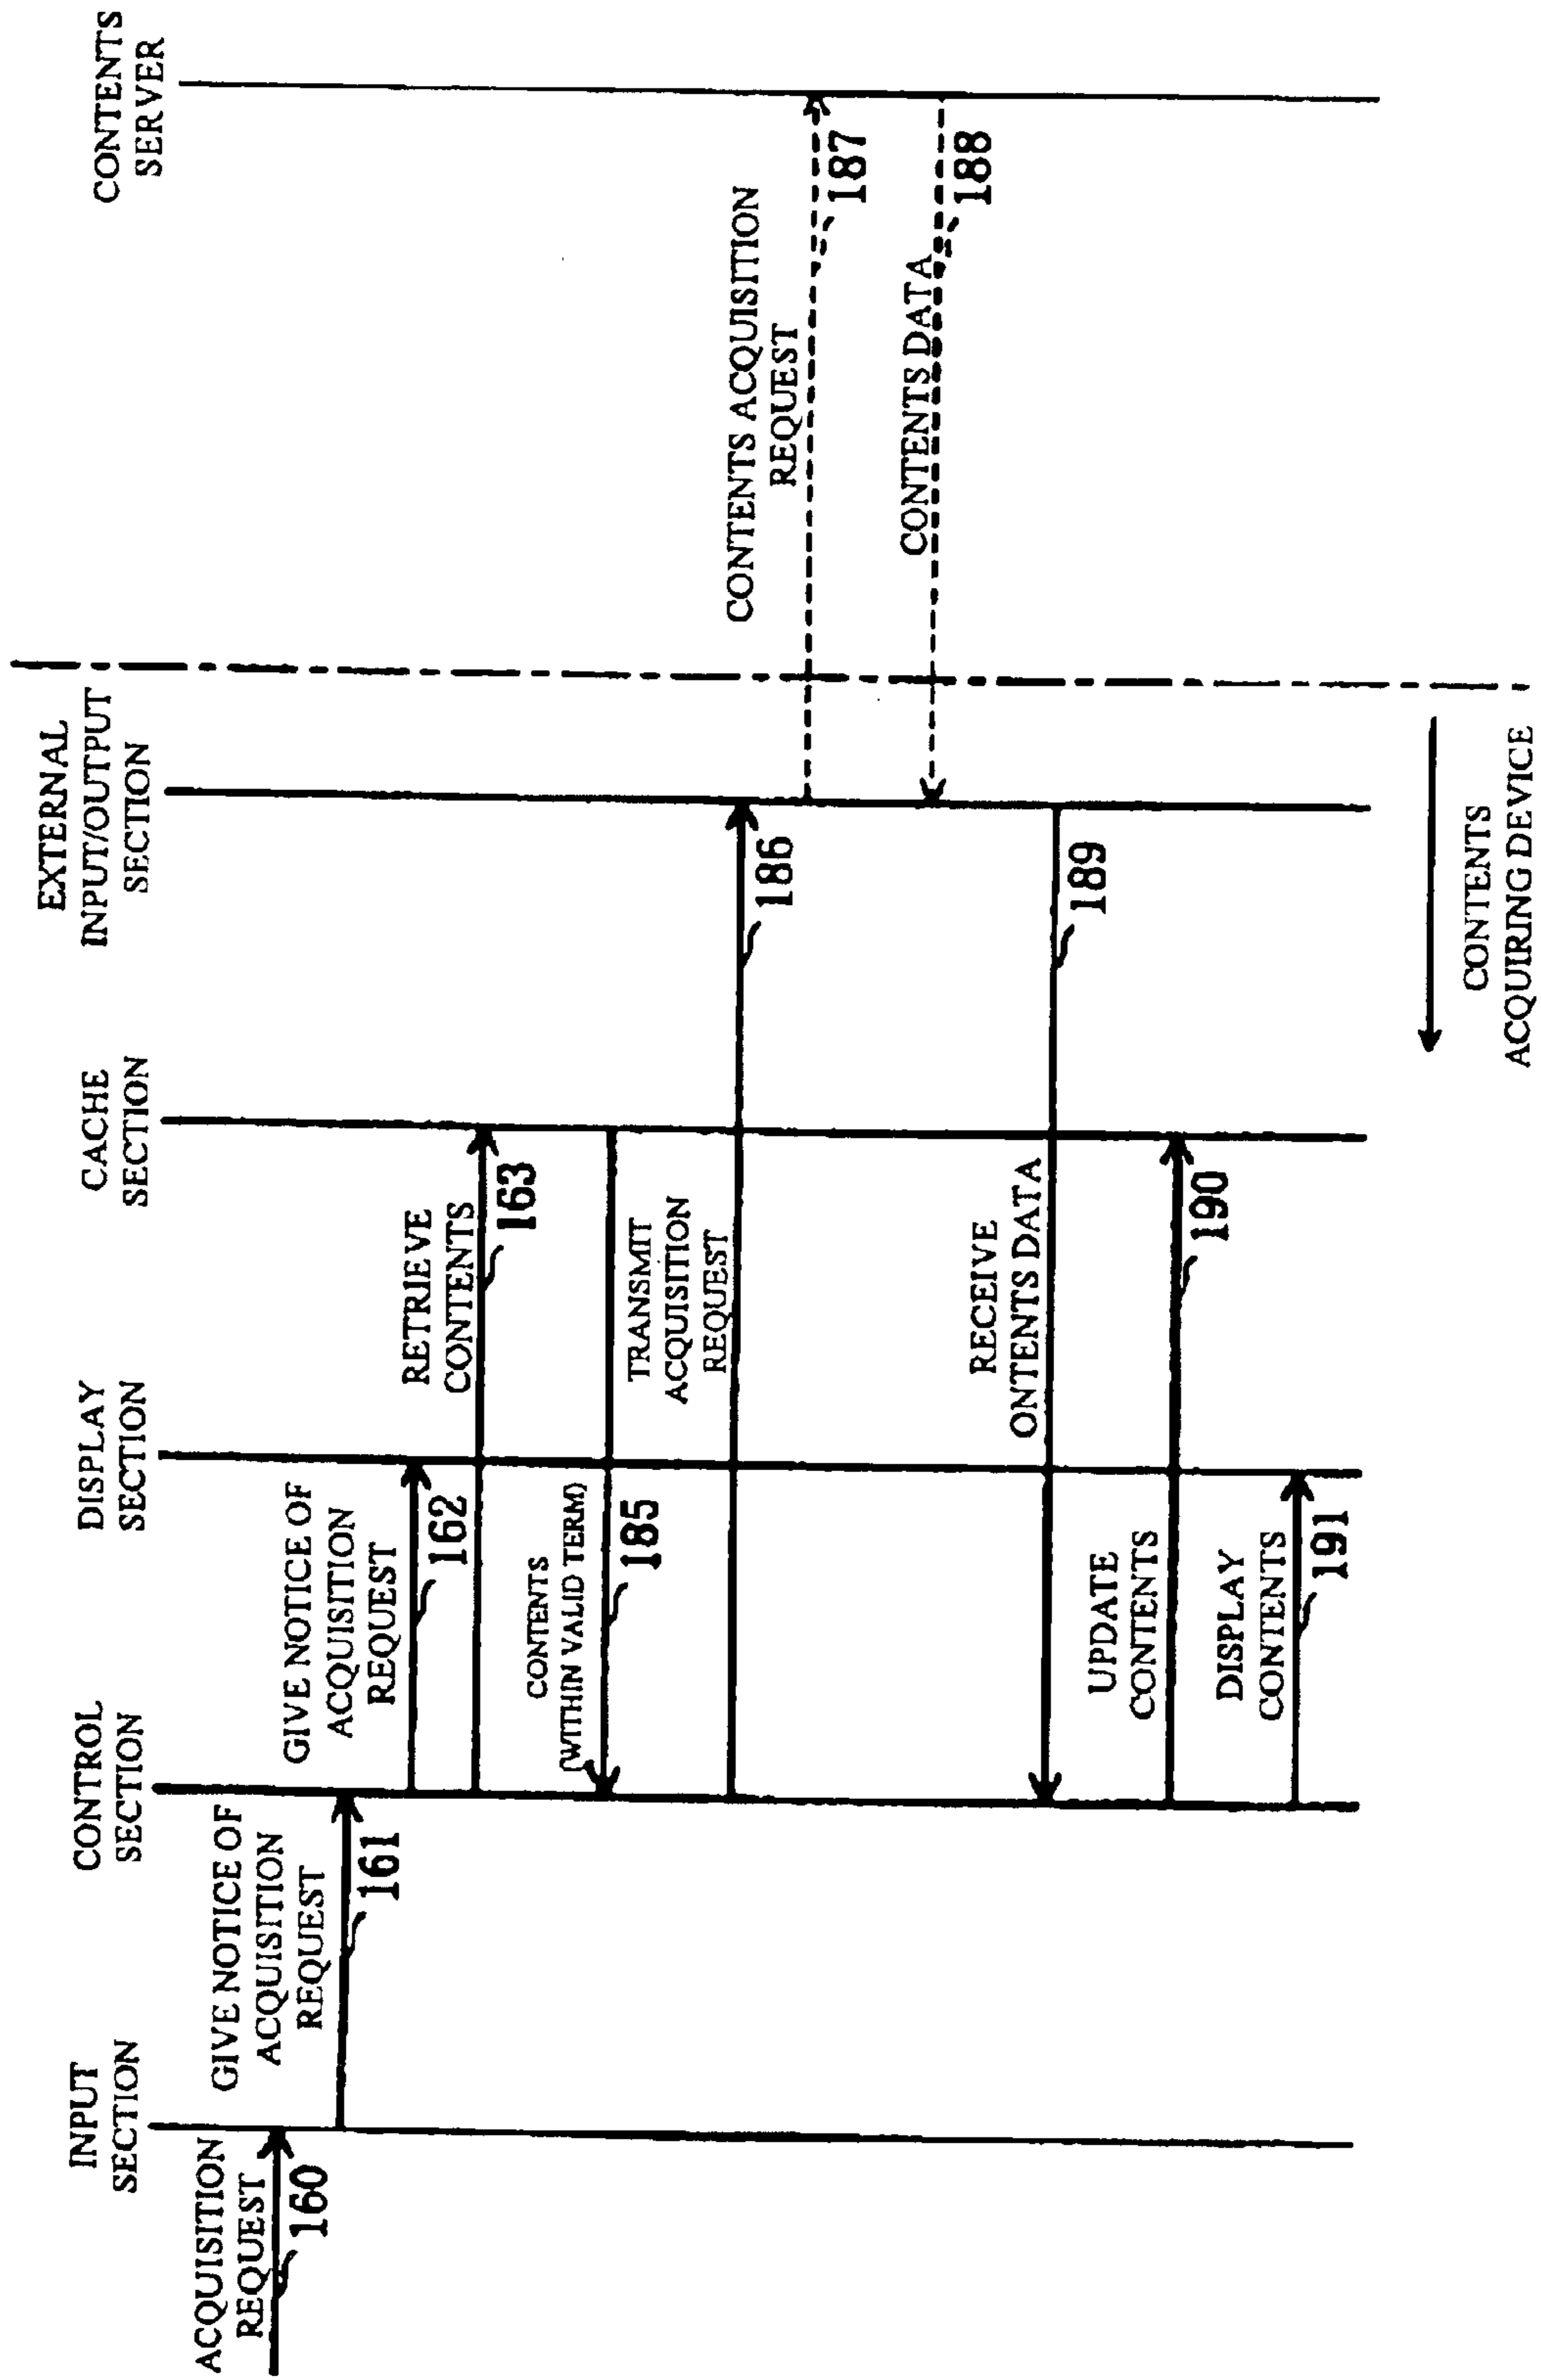 INPUT
SECTION
CONTROL
SECTION
DISPLAY
SECTION
CACHE
SECTION
EXTERNAL
INPUT/OUTPUT
SECTION
CONTENTS
SERVER
ACQUISITION
REQUEST
160
GIVE NOTICE OF
ACQUISITION
REQUEST
161
GIVE NOTICE OF
ACQUISITION
REQUEST
162
RETRIEVE
CONTENTS
163
CONTENTS
(WITHIN VALID TERM)
185
TRANSMIT
ACQUISITION
REQUEST
186
CONTENTS ACQUISITION
REQUEST
187
CONTENTS DATA
188
RECEIVE
ONTENTS DATA
189
UPDATE
CONTENTS
190
DISPLAY
CONTENTS
191
CONTENTS
ACQUIRING DEVICE